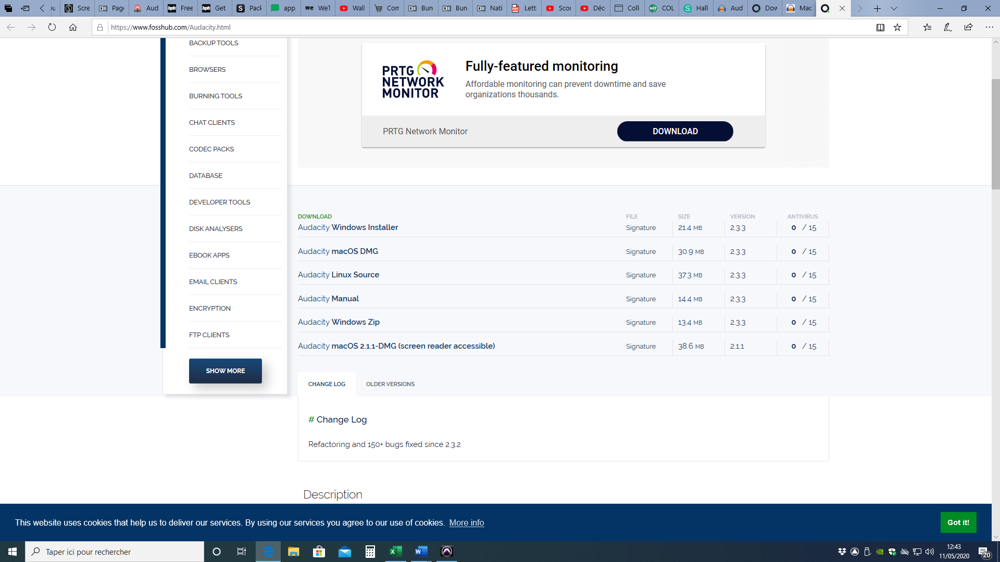 Scre
Page
Aud
Free
Get
Pack
app.
WeT
Wall
Com
Bun
Bun
Nati
Lett
Scor
Déc
Coll
COL
Hall
Aud
Dow
Mac
https://www.fosshub.com/Audacity.html
BACKUP TOOLS
BROWSERS
BURNING TOOLS
CHAT CLIENTS
CODEC PACKS
DATABASE
DEVELOPER TOOLS
DISK ANALYSERS
EBOOK APPS
EMAIL CLIENTS
ENCRYPTION
FTP CLIENTS
SHOW MORE
PRTG
NETWORK
MONITOR
Fully-featured monitoring
Affordable monitoring can prevent downtime and save
organizations thousands.
PRTG Network Monitor
DOWNLOAD
DOWNLOAD FILE SIZE VERSION ANTIVIRUS
Audacity Windows Installer Signature 21.4 MB 2.3.3 0 / 15
Audacity macOS DMG Signature 30.9 MB 2.3.3 0 / 15
Audacity Linux Source Signature 37.3 MB 2.3.3 0 / 15
Audacity Manual Signature 14.4 MB 2.3.3 0 / 15
Audacity Windows Zip Signature 13.4 MB 2.3.3 0 / 15
Audacity macOS 2.1.1-DMG (screen reader accessible) Signature 38.6 MB 2.1.1 0 / 15
CHANGE LOG OLDER VERSIONS
# Change Log
Refactoring and 150+ bugs fixed since 2.3.2
Description
This website uses cookies that help us to deliver our services. By using our services you agree to our use of cookies. More info
Got it!
Taper ici pour rechercher
12:43
11/05/2020
20